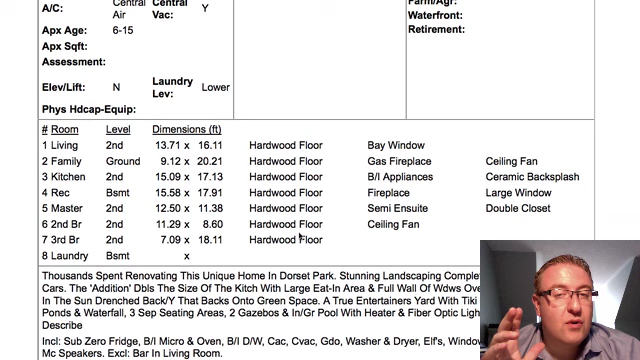 A/C: Central Air Central Vac: Y Farm/Agr:
Waterfront:
Apx Age: 6-15 Retirement:
Apx Sqft:
Assessment:
Elev/Lift: N Laundry Lev: Lower
Phys Hdcap-Equip:
# Room Level Dimensions (ft)
1 Living 2nd 13.71 x 16.11 Hardwood Floor Bay Window
2 Family Ground 9.12 x 20.21 Hardwood Floor Gas Fireplace Ceiling Fan
3 Kitchen 2nd 15.09 x 17.13 Hardwood Floor B/I Appliances Ceramic Backsplash
4 Rec Bsmt 15.58 x 17.91 Hardwood Floor Fireplace Large Window
5 Master 2nd 12.50 x 11.38 Hardwood Floor Semi Ensuite Double Closet
6 2nd Br 2nd 11.29 x 8.60 Hardwood Floor Ceiling Fan
7 3rd Br 2nd 7.09 x 18.11 Hardwood Floor
8 Laundry Bsmt x
Thousands Spent Renovating This Unique Home In Dorset Park. Stunning Landscaping Comple
Cars. The 'Addition' Dbls The Size Of The Kitch With Large Eat-In Area & Full Wall Of Wdws Ove
In The Sun Drenched Back/Y That Backs Onto Green Space. A True Entertainers Yard With Tiki
Ponds & Waterfall, 3 Sep Seating Areas, 2 Gazebos & In/Gr Pool With Heater & Fiber Optic Ligh
Describe
Incl: Sub Zero Fridge, B/I Micro & Oven, B/I D/W, Cac, Cvac, Gdo, Washer & Dryer, Elf's, Window
Mc Speakers. Excl: Bar In Living Room.